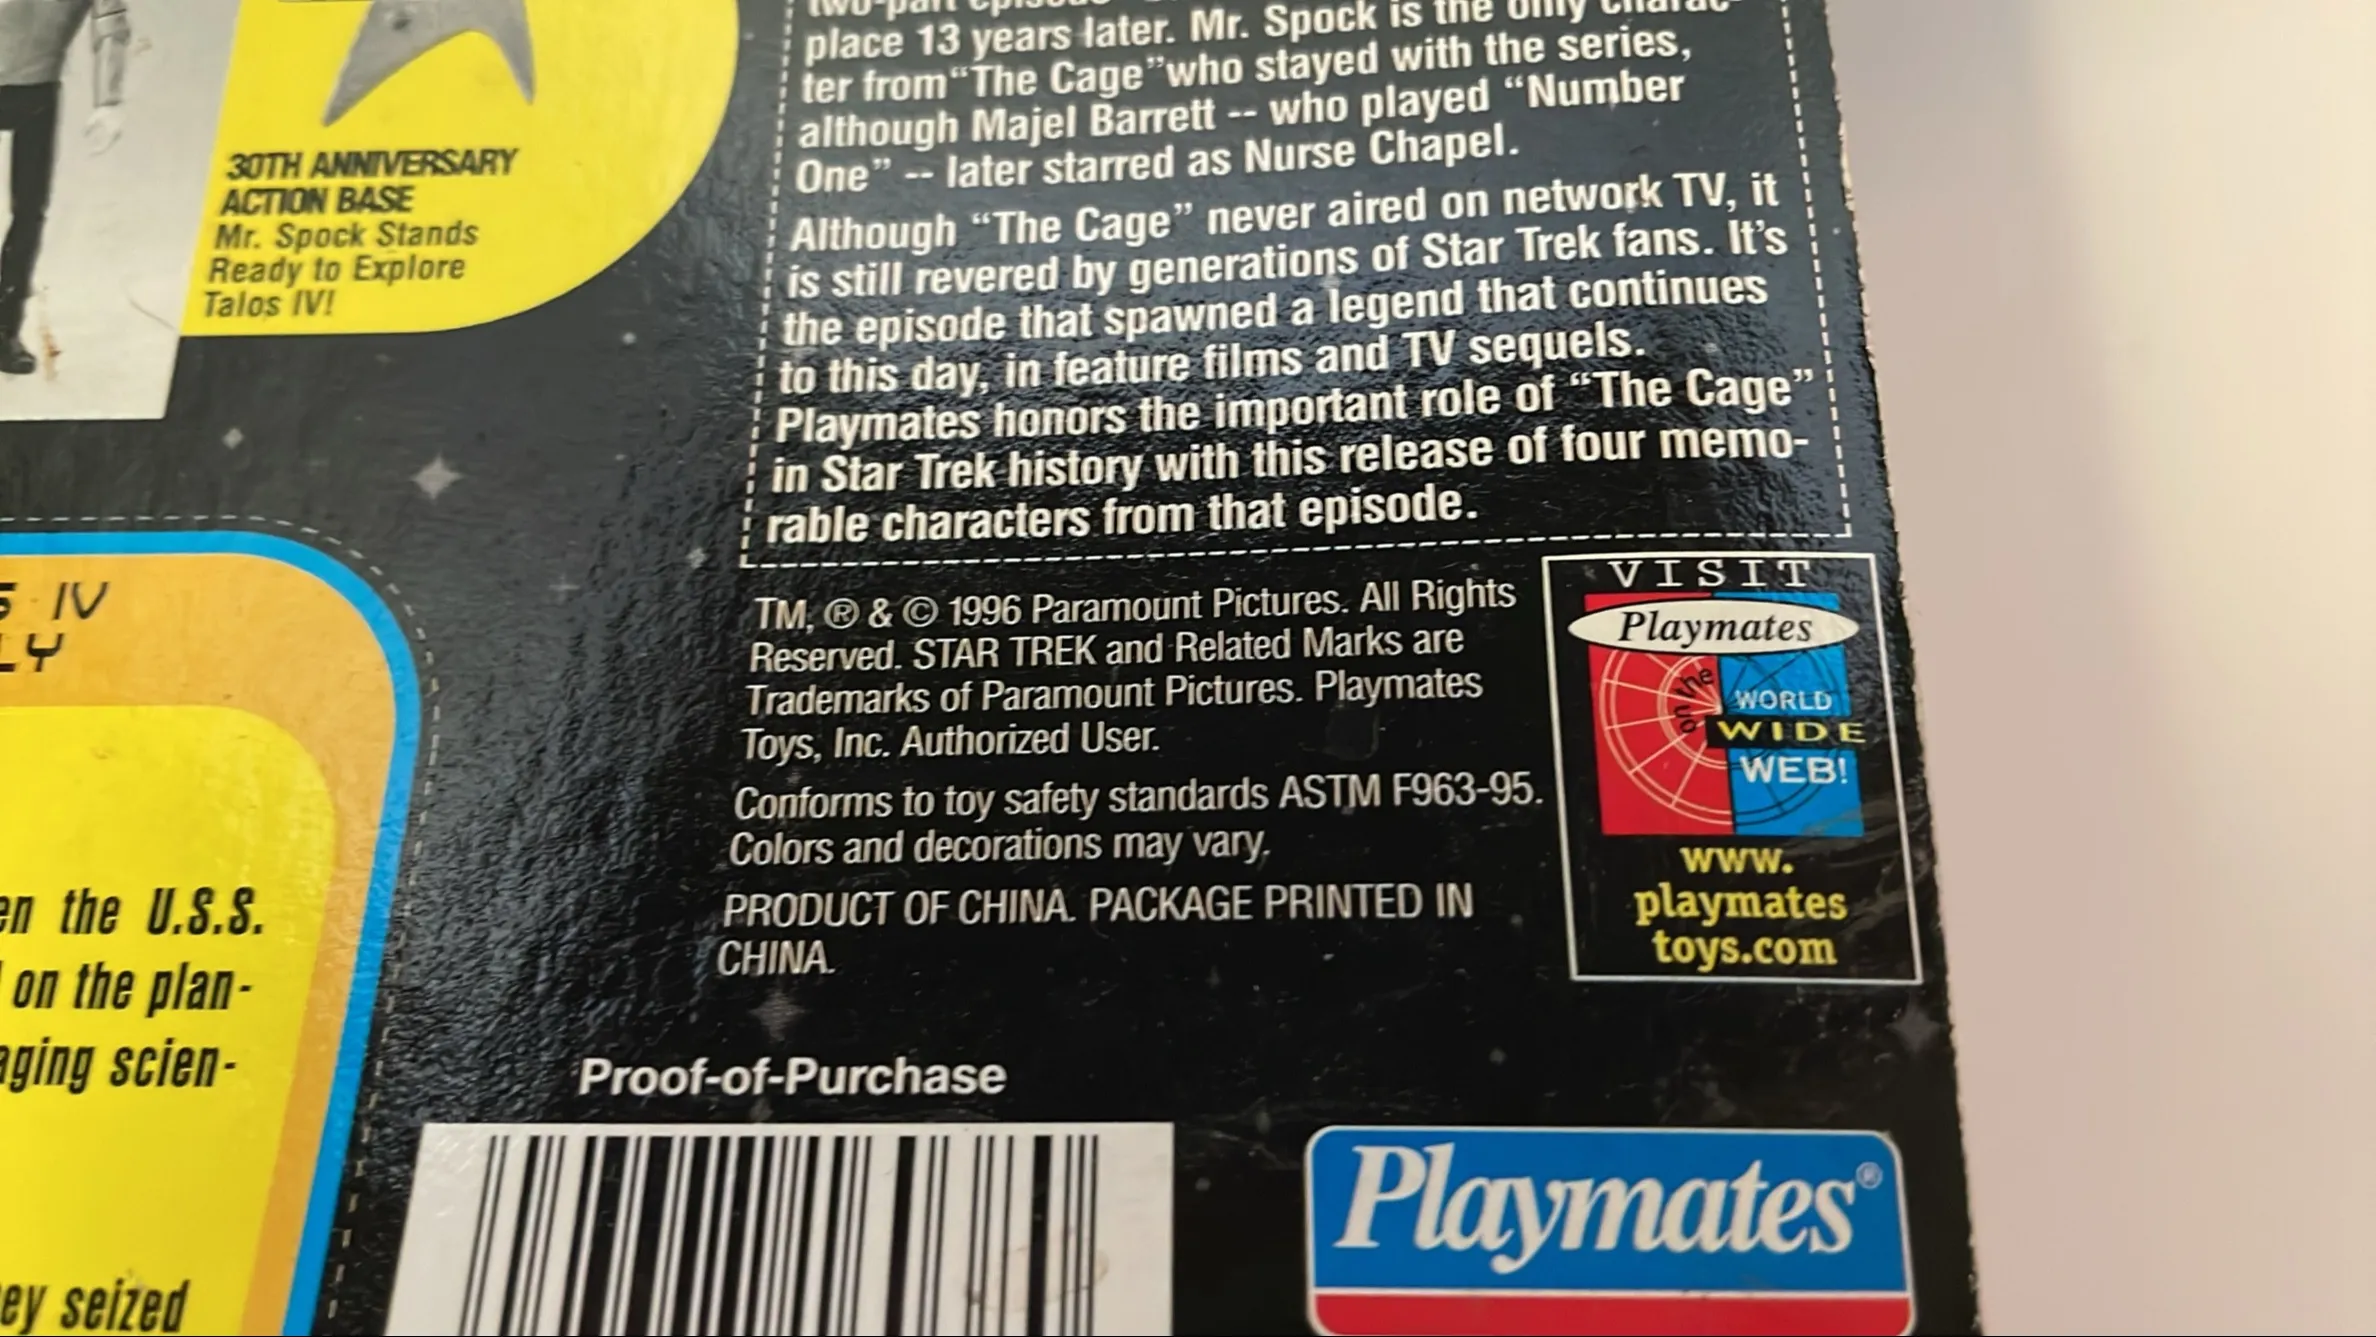 30TH ANNIVERSARY
ACTION BASE
Mr. Spock Stands
Ready to Explore
Talos IV!
two-part episode
place 13 years later. Mr. Spock is the only charac-
ter from “The Cage” who stayed with the series,
although Majel Barrett -- who played “Number
One” -- later starred as Nurse Chapel.
Although “The Cage” never aired on network TV, it
is still revered by generations of Star Trek fans. It’s
the episode that spawned a legend that continues
to this day, in feature films and TV sequels.
Playmates honors the important role of “The Cage”
in Star Trek history with this release of four memo-
rable characters from that episode.
TM, ® & © 1996 Paramount Pictures. All Rights
Reserved. STAR TREK and Related Marks are
Trademarks of Paramount Pictures. Playmates
Toys, Inc. Authorized User.
Conforms to toy safety standards ASTM F963-95.
Colors and decorations may vary.
PRODUCT OF CHINA. PACKAGE PRINTED IN
CHINA.
VISIT
Playmates
on the
WORLD
WIDE
WEB!
www.
playmates
toys.com
IV
LY
the U.S.S.
on the plan-
scien-
seized
Proof-of-Purchase
Playmates®